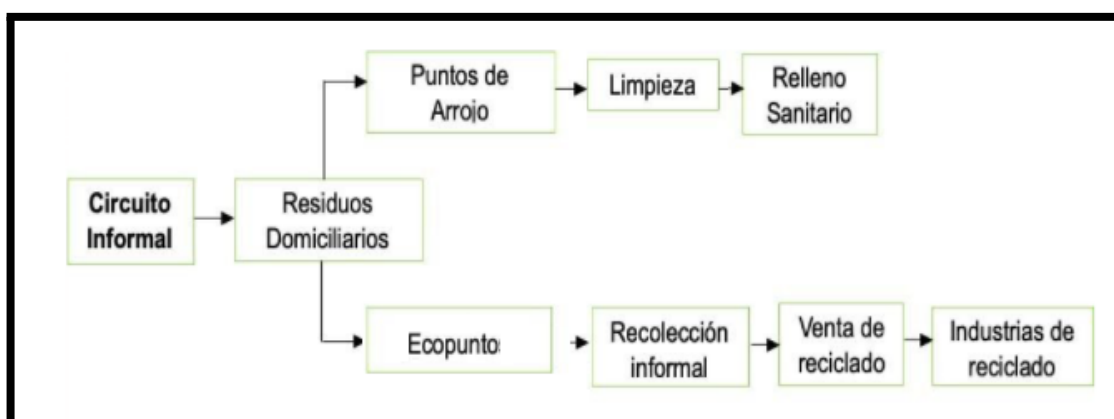 Puntos de
Arrojo
Limpieza
Relleno
Sanitario
Circuito
Informal
Residuos
Domiciliarios
Ecopuntos
Recolección
informal
Venta de
reciclado
Industrias de
reciclado